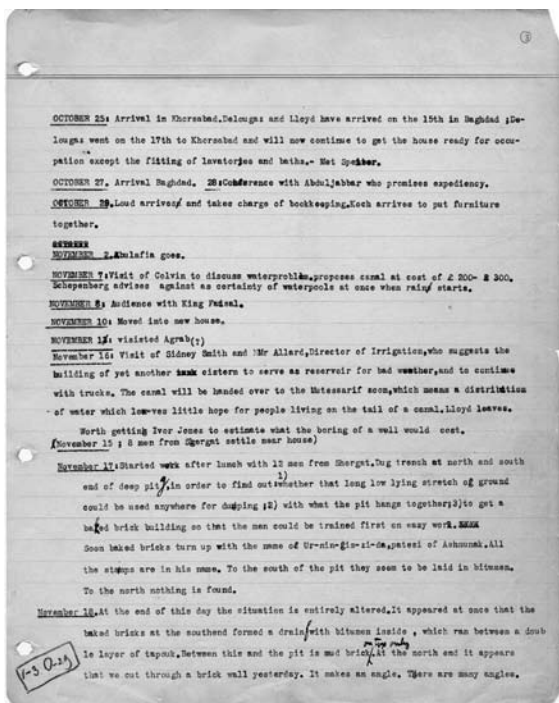 ③
OCTOBER 25: Arrival in Khorsabad.Delougaz and Lloyd have arrived on the 15th in Baghdad ;De-
lougaz went on the 17th to Khorsabad and will now continue to get the house ready for occu-
pation except the fitting of lavatories and baths.- Met Speiser.
OCTOBER 27. Arrival Baghdad. 28:Conference with Abduljabbar who promises expediency.
OCTOBER 29.Loud arrives and takes charge of bookkeeping.Koch arrives to put furniture
together.
NOVEMBER 2.Abulafia goes.
NOVEMBER 7:Visit of Colvin to discuss waterproblem.proposes canal at cost of £ 200- £ 300.
Schepenberg advises against as certainty of waterpools at once when rain starts.
NOVEMBER 8: Audience with King Faisal.
NOVEMBER 10: Moved into new house.
NOVEMBER : visisted Agrab(?)
November 16: Visit of Sidney Smith and Mr Allard,Director of Irrigation,who suggests the
building of yet another cistern to serve as reservoir for bad weather,and to continue
with trucks. The canal will be handed over to the Mutessarif soon,which means a distribution
of water which leaves little hope for people living on the tail of a canal.Lloyd leaves.
Worth getting Ivor Jones to estimate what the boring of a well would cost.
(November 15 ; 8 men from Shergat settle near house)
November 17:Started work after lunch with 12 men from Shergat.Dug trench at north and south
end of deep pit,in order to find out:1)whether that long low lying stretch of ground
could be used anywhere for dumping ;2) with what the pit hangs together;3)to get a
baked brick building so that the men could be trained first on easy work.
Soon baked bricks turn up with the name of Ur-nin-gis-zi-da,patesi of Ashnunak.All
the stamps are in his name. To the south of the pit they seem to be laid in bitumen.
To the north nothing is found.
November 18.At the end of this day the situation is entirely altered.It appeared at once that the
baked bricks at the southend formed a drain with bitumen inside , which ran between a doub
le layer of tapouk.Between this and the pit is mud brick on top only.At the north end it appears
that we cut through a brick wall yesterday. It makes an angle. There are many angles.
1-3 0.29